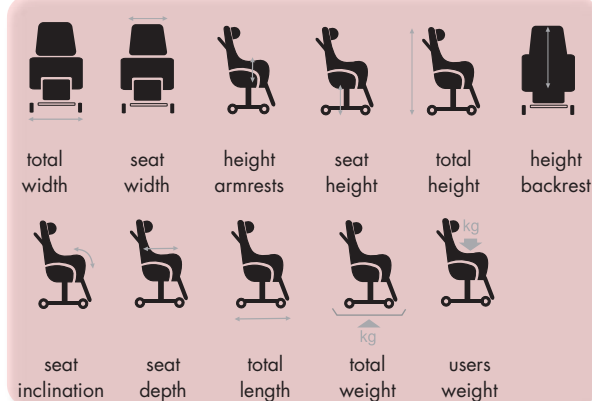 total
width
seat
width
height
armrests
seat
height
total
height
height
backrest
kg
seat
inclination
seat
depth
total
length
kg
total
weight
users
weight